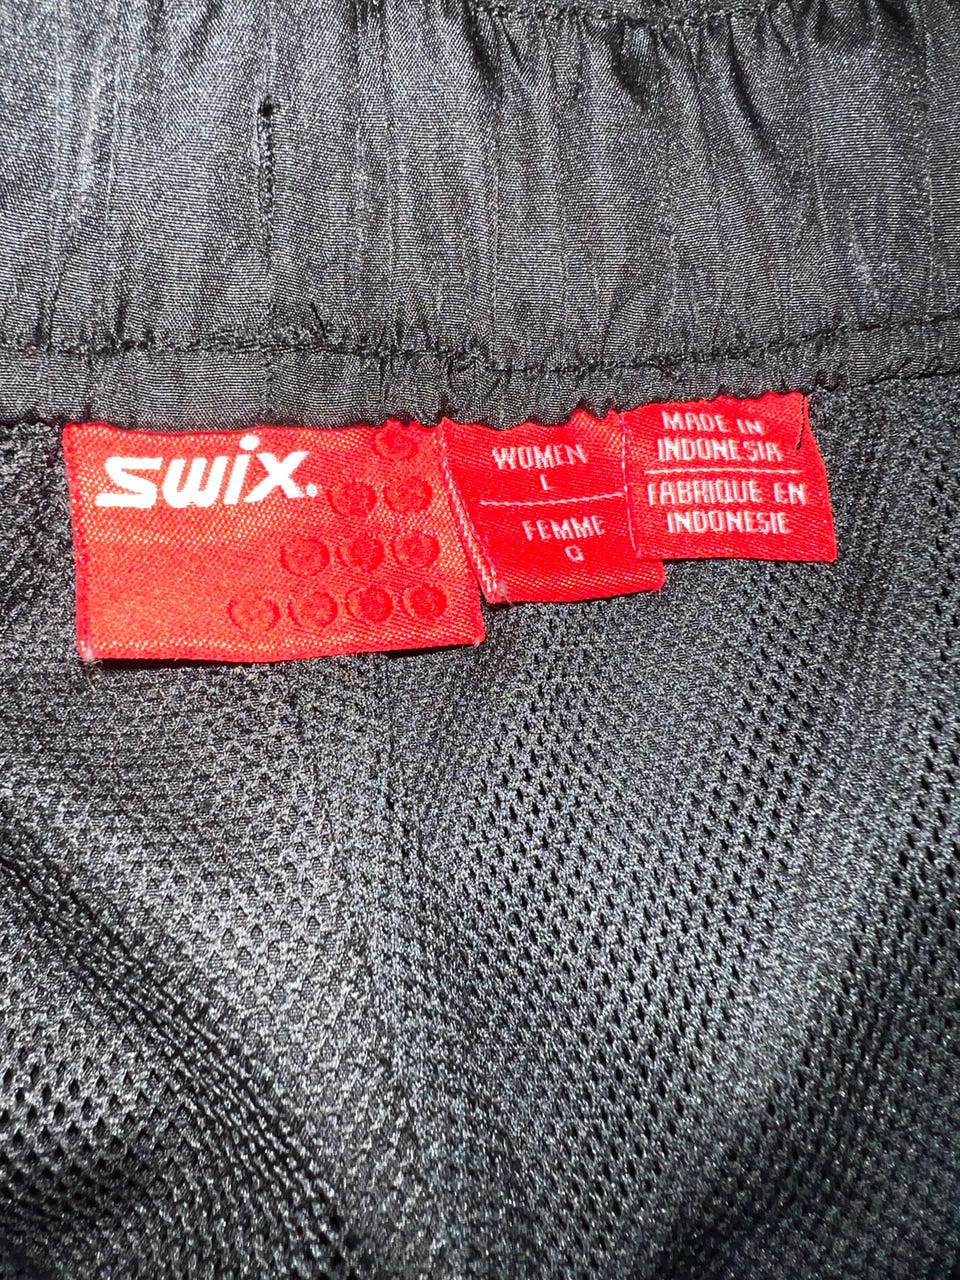 swix.
WOMEN
L
FEMME
G
MADE IN
INDONESIA
FABRIQUE EN
INDONESIE